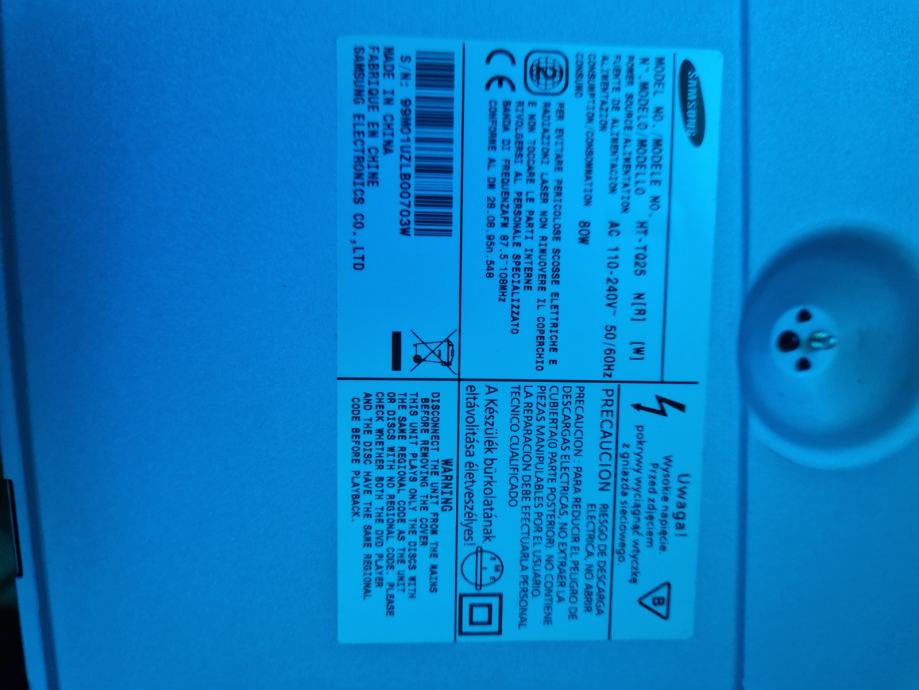 SAMSUNG
MODEL NO./MODELE NO. HT-TQ25 N[R] [W]
N°.MODELO/MODELLO
POWER SOURCE/ALIMENTATION
FUENTE DE ALIMENTACION AC 110-240V~ 50/60Hz
ALIMENTAZION
CONSUMPTION/CONSOMMATION 80W
CONSUMO
2
PER EVITARE PERICOLOSE SCOSSE ELETTRICHE E
RADIAZIONI LASER NON RIMUOVERE IL COPERCHIO
E NON TOCCARE LE PARTI INTERNE
RIVOLGERSI AL PERSONALE SPECIALIZZATO
BANDA DI FREQUENZAFM 87.5~108MHz
CE CONFORME AL DM 28.08.95n.548
S/N: 99M01UZLB00703W
MADE IN CHINA
FABRIQUE EN CHINE
SAMSUNG ELECTRONICS CO.,LTD
Uwaga!
Wysokie napięcie.
Przed zdjęciem
pokrywy wyciągnąć wtyczkę
z gniazda sieciowego.
B
PRECAUCION RIESGO DE DESCARGA
ELECTRICA, NO ABRIR
PRECAUCION - PARA REDUCIR EL PELIGRO DE
DESCARGAS ELECTRICAS, NO EXTRAER LA
CUBIERTA(O PARTE POSTERIOR). NO CONTIENE
PIEZAS MANIPULABLES POR EL USUARIO.
LA REPARACION DEBE EFECTUARLA PERSONAL
TECNICO CUALIFICADO
A Készülék bürkolatának
eltávolitása életveszélyes!
WARNING
DISCONNECT THE UNIT FROM THE MAINS
BEFORE REMOVING THE COVER
THIS UNIT PLAYS ONLY THE DISCS WITH
THE SAME REGIONAL CODE AS THE UNIT
OR DISCS WITH NO REGIONAL CODE. PLEASE
CHECK WHETHER BOTH THE DVD PLAYER
AND THE DISC HAVE THE SAME REGIONAL
CODE BEFORE PLAYBACK.